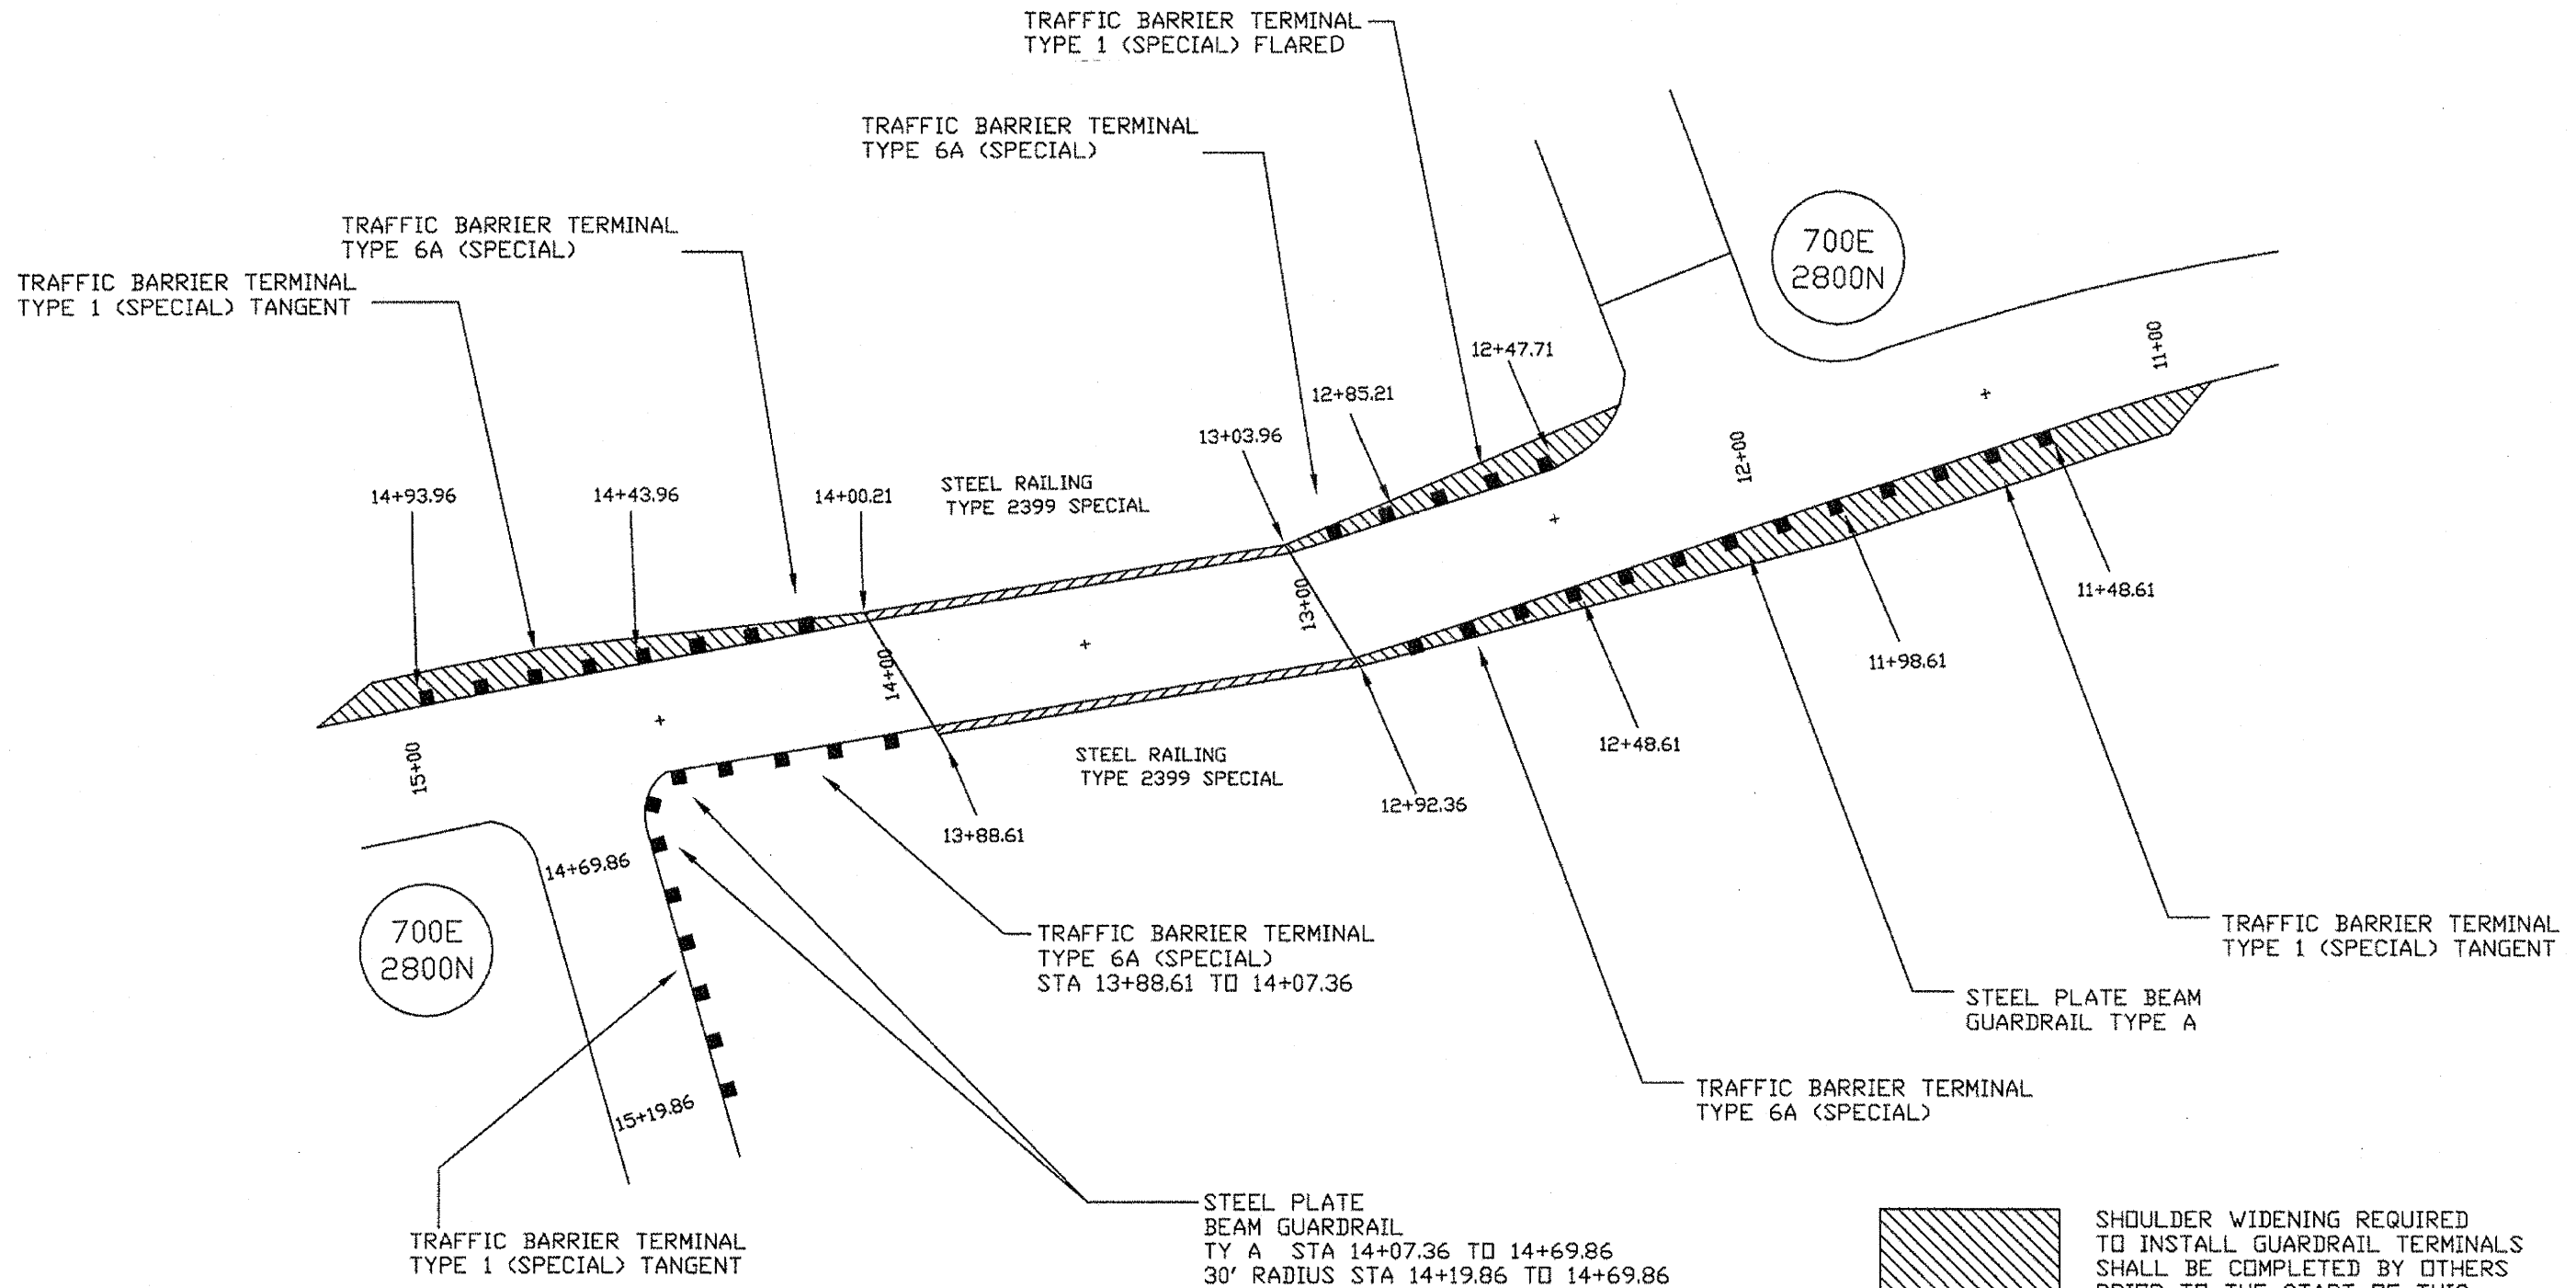 TRAFFIC BARRIER TERMINAL
TYPE 1 (SPECIAL) FLARED
TRAFFIC BARRIER TERMINAL
TYPE 6A (SPECIAL)
TRAFFIC BARRIER TERMINAL
TYPE 6A (SPECIAL)
TRAFFIC BARRIER TERMINAL
TYPE 1 (SPECIAL) TANGENT
700E
2800N
11+00
12+47.71
12+85.21
13+03.96
12+00
STEEL RAILING
TYPE 2399 SPECIAL
14+93.96
14+43.96
14+00.21
13+00
11+48.61
11+98.61
14+00
12+48.61
15+00
STEEL RAILING
TYPE 2399 SPECIAL
12+92.36
13+88.61
14+69.86
700E
2800N
TRAFFIC BARRIER TERMINAL
TYPE 6A (SPECIAL)
STA 13+88.61 TO 14+07.36
TRAFFIC BARRIER TERMINAL
TYPE 1 (SPECIAL) TANGENT
STEEL PLATE BEAM
GUARDRAIL TYPE A
TRAFFIC BARRIER TERMINAL
TYPE 6A (SPECIAL)
15+19.86
TRAFFIC BARRIER TERMINAL
TYPE 1 (SPECIAL) TANGENT
STEEL PLATE
BEAM GUARDRAIL
TY A STA 14+07.36 TO 14+69.86
30' RADIUS STA 14+19.86 TO 14+69.86
SHOULDER WIDENING REQUIRED
TO INSTALL GUARDRAIL TERMINALS
SHALL BE COMPLETED BY OTHERS
PRIOR TO THE START OF THIS